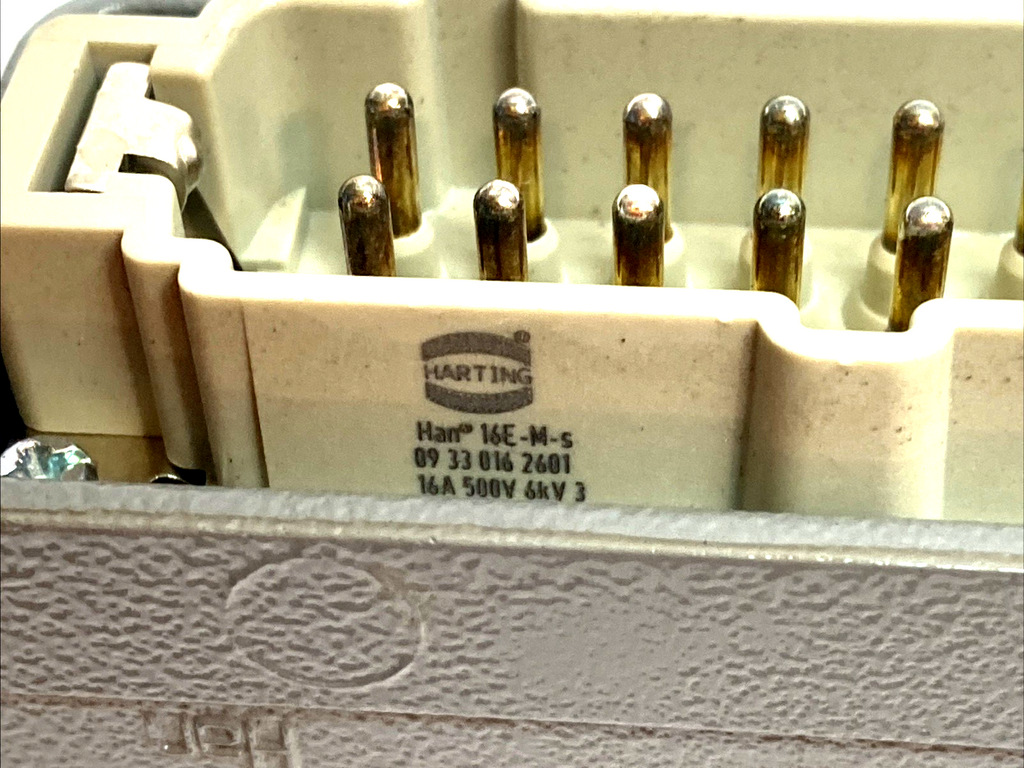 HARTING®
Han® 16E-M-s
09 33 016 2601
16A 500V 6kV 3